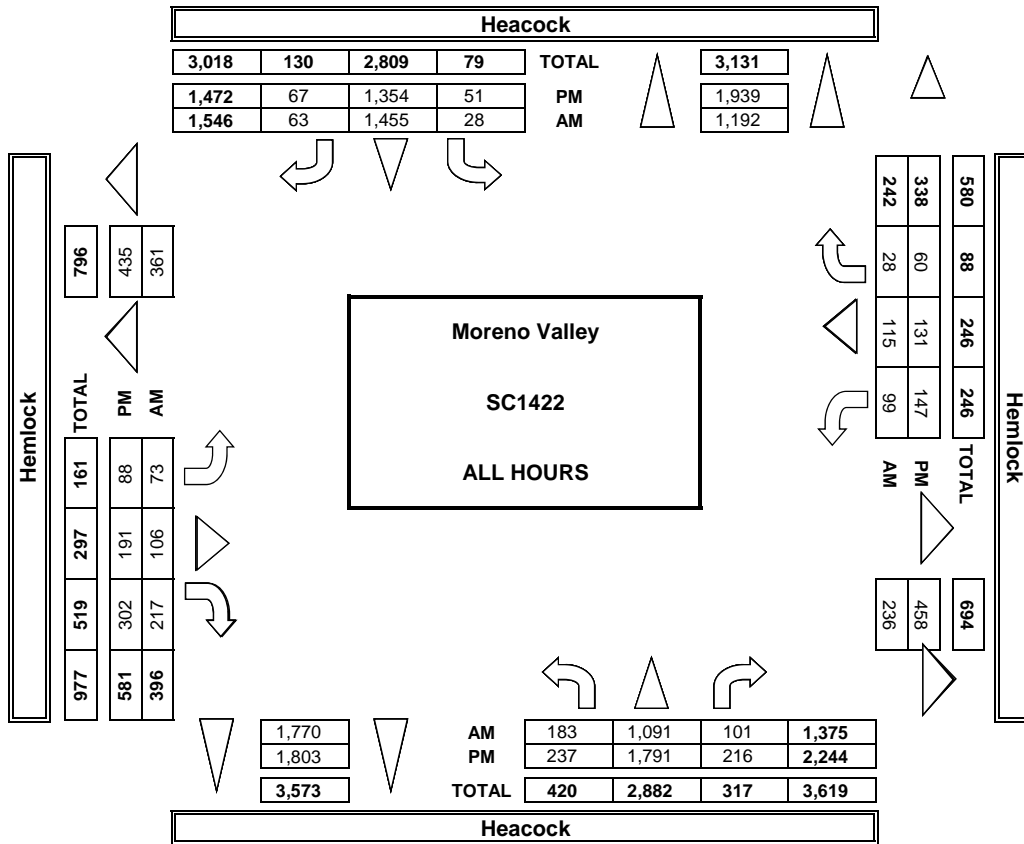 Heacock
3,018 130 2,809 79 TOTAL 3,131
1,472 67 1,354 51 PM 1,939
1,546 63 1,455 28 AM 1,192
Hemlock
796 435 361
TOTAL PM AM
161 88 73
297 191 106
519 302 217
977 581 396
Moreno Valley
SC1422
ALL HOURS
242 338 580
28 60 88
115 131 246
99 147 246
AM PM TOTAL
236 458 694
Hemlock
1,770 AM 183 1,091 101 1,375
1,803 PM 237 1,791 216 2,244
3,573 TOTAL 420 2,882 317 3,619
Heacock